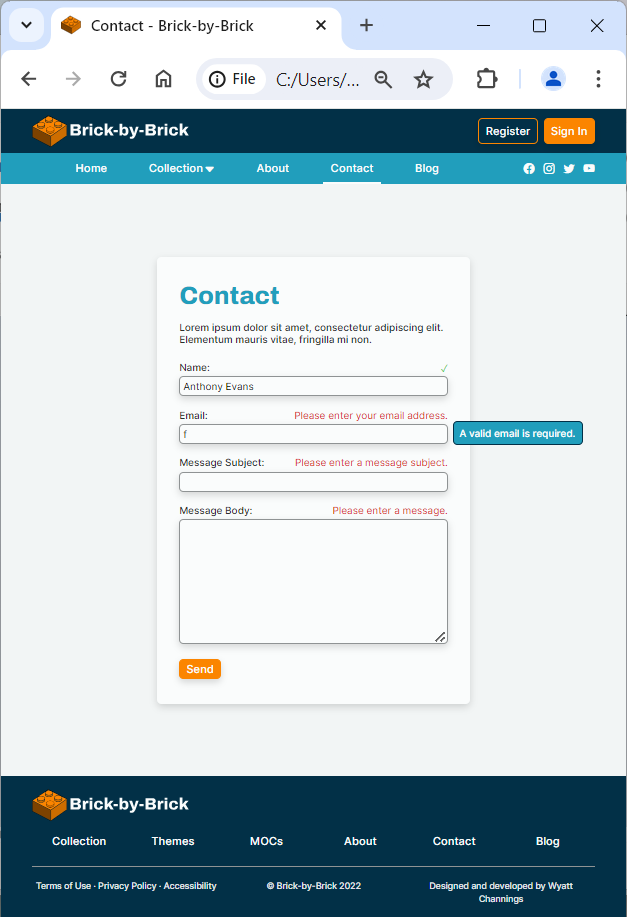 Contact - Brick-by-Brick
File
C:/Users/...
Brick-by-Brick
Register
Sign In
Home
Collection
About
Contact
Blog
Contact
Lorem ipsum dolor sit amet, consectetur adipiscing elit.
Elementum mauris vitae, fringilla mi non.
Name:
Anthony Evans
Email:
Please enter your email address.
f
A valid email is required.
Message Subject:
Please enter a message subject.
Message Body:
Please enter a message.
Send
Brick-by-Brick
Collection
Themes
MOCs
About
Contact
Blog
Terms of Use · Privacy Policy · Accessibility
© Brick-by-Brick 2022
Designed and developed by Wyatt
Channings